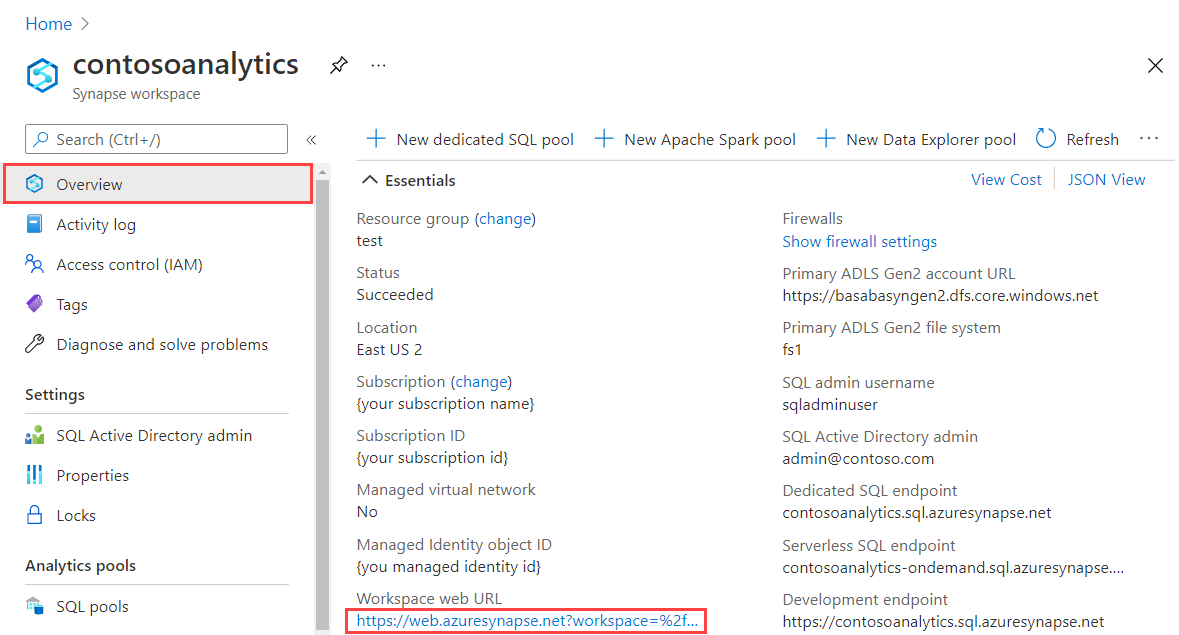 Home
contosoanalytics
...
Synapse workspace
Search (Ctrl+/)
«
New dedicated SQL pool
New Apache Spark pool
New Data Explorer pool
Refresh
...
Overview
Activity log
Access control (IAM)
Tags
Diagnose and solve problems
Settings
SQL Active Directory admin
Properties
Locks
Analytics pools
SQL pools
Essentials
View Cost
JSON View
Resource group (change)
test
Status
Succeeded
Location
East US 2
Subscription (change)
{your subscription name}
Subscription ID
{your subscription id}
Managed virtual network
No
Managed Identity object ID
{you managed identity id}
Workspace web URL
https://web.azuresynapse.net?workspace=%2f...
Firewalls
Show firewall settings
Primary ADLS Gen2 account URL
https://basabasyngen2.dfs.core.windows.net
Primary ADLS Gen2 file system
fs1
SQL admin username
sqladminuser
SQL Active Directory admin
admin@contoso.com
Dedicated SQL endpoint
contosoanalytics.sql.azuresynapse.net
Serverless SQL endpoint
contosoanalytics-ondemand.sql.azuresynapse....
Development endpoint
https://contosoanalytics.sql.azuresynapse.net